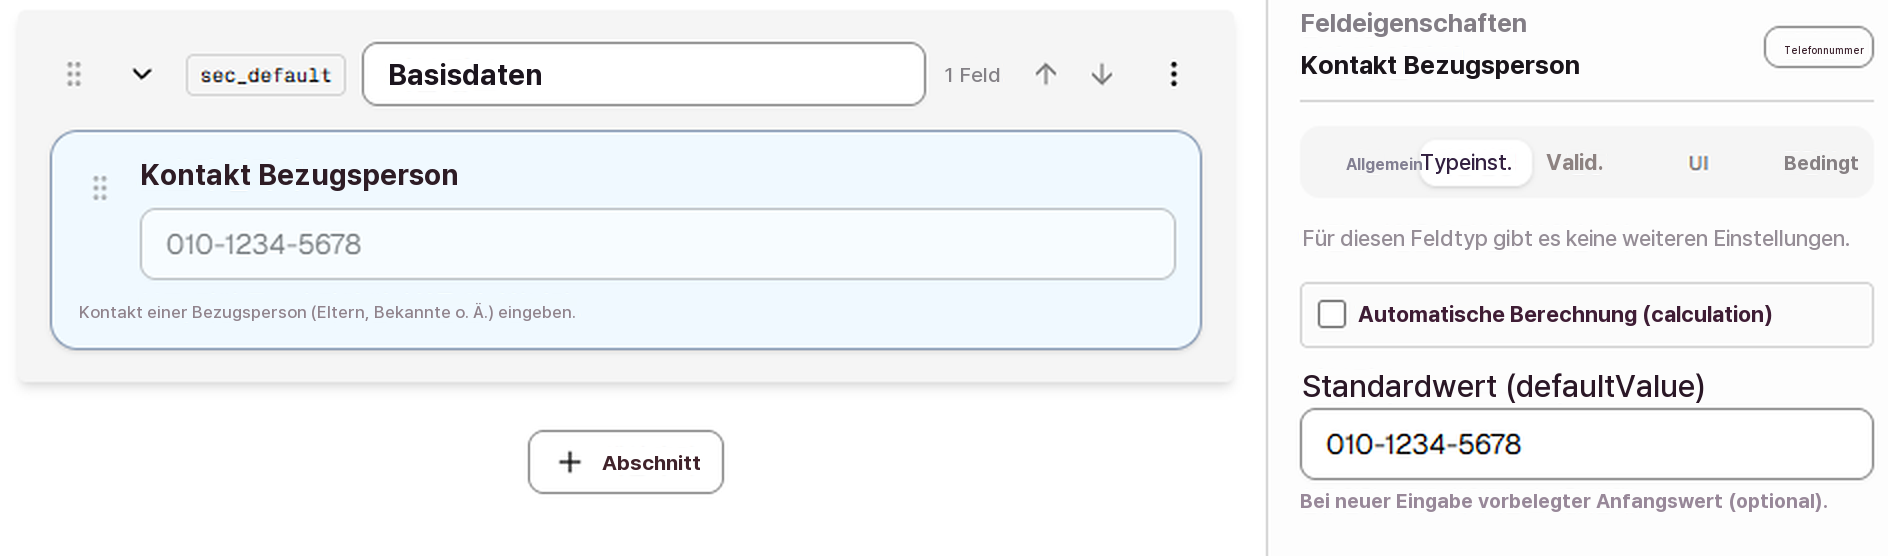 sec_default
Basisdaten
1 Feld
Kontakt Bezugsperson
010-1234-5678
Kontakt einer Bezugsperson (Eltern, Bekannte o. Ä.) eingeben.
Abschnitt
Feldeigenschaften
Kontakt Bezugsperson
Telefonnummer
Allgemein
Typeinst.
Valid.
UI
Bedingt
Für diesen Feldtyp gibt es keine weiteren Einstellungen.
Automatische Berechnung (calculation)
Standardwert (defaultValue)
010-1234-5678
Bei neuer Eingabe vorbelegter Anfangswert (optional).